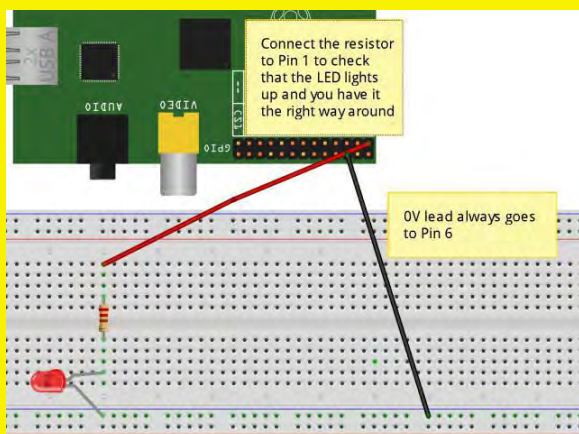 Connect the resistor
to Pin 1 to check
that the LED lights
up and you have it
the right way around
2X
USB A
AUDIO
VIDEO
GPIO
0V lead always goes
to Pin 6